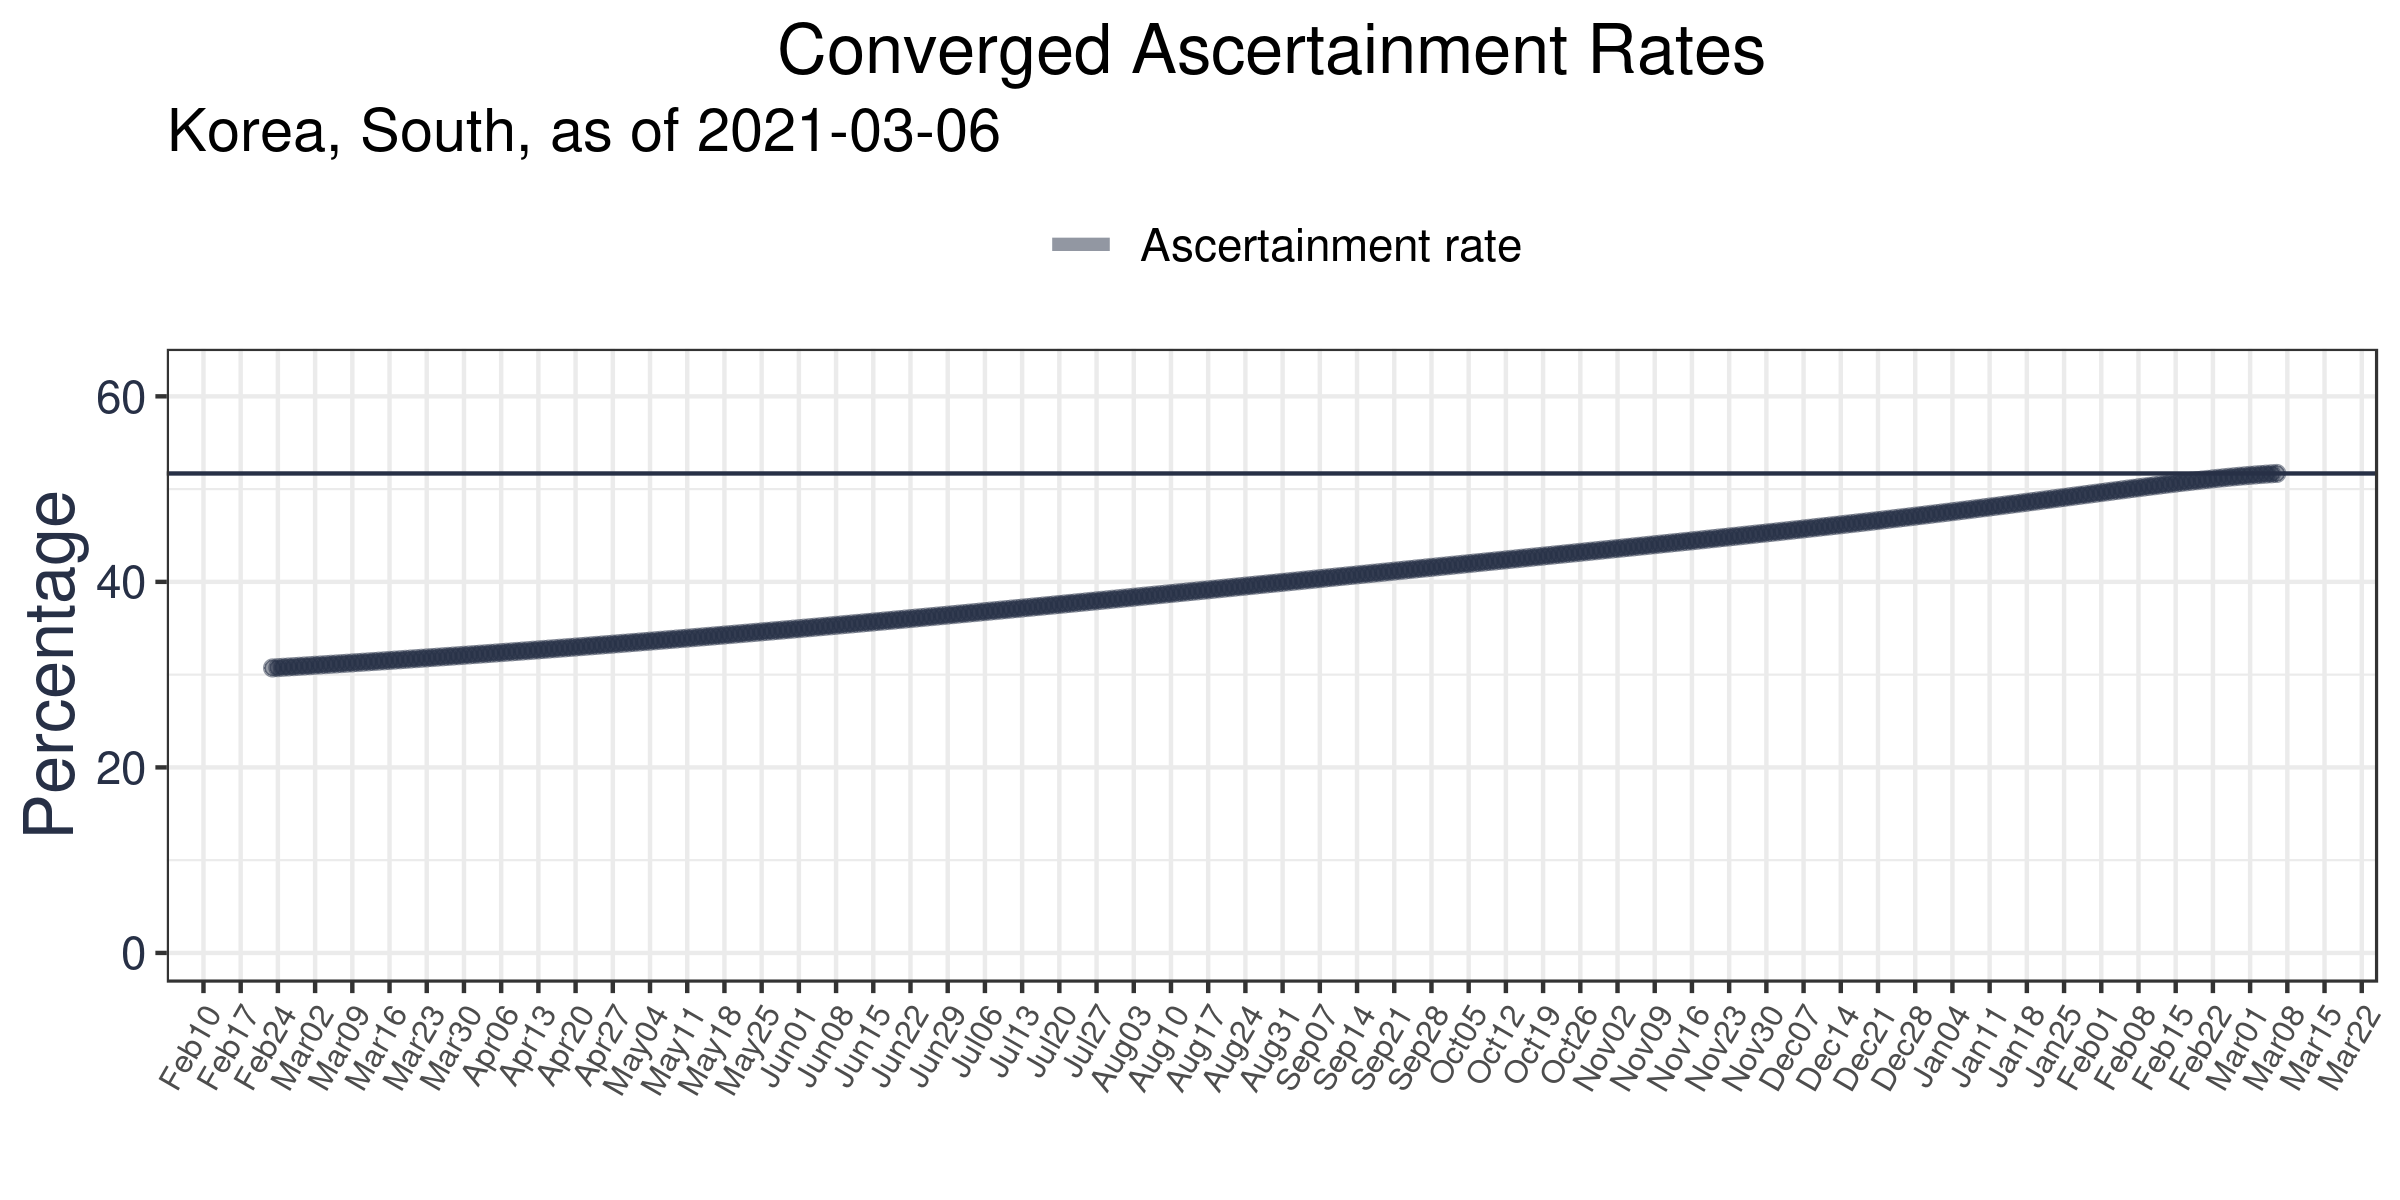 Converged Ascertainment Rates
Korea, South, as of 2021-03-06
Ascertainment rate
Percentage
60
40
20
0
Feb10 Feb17 Feb24 Mar02 Mar09 Mar16 Mar23 Mar30 Apr06 Apr13 Apr20 Apr27 May04 May11 May18 May25 Jun01 Jun08 Jun15 Jun22 Jun29 Jul06 Jul13 Jul20 Jul27 Aug03 Aug10 Aug17 Aug24 Aug31 Sep07 Sep14 Sep21 Sep28 Oct05 Oct12 Oct19 Oct26 Nov02 Nov09 Nov16 Nov23 Nov30 Dec07 Dec14 Dec21 Dec28 Jan04 Jan11 Jan18 Jan25 Feb01 Feb08 Feb15 Feb22 Mar01 Mar08 Mar15 Mar22